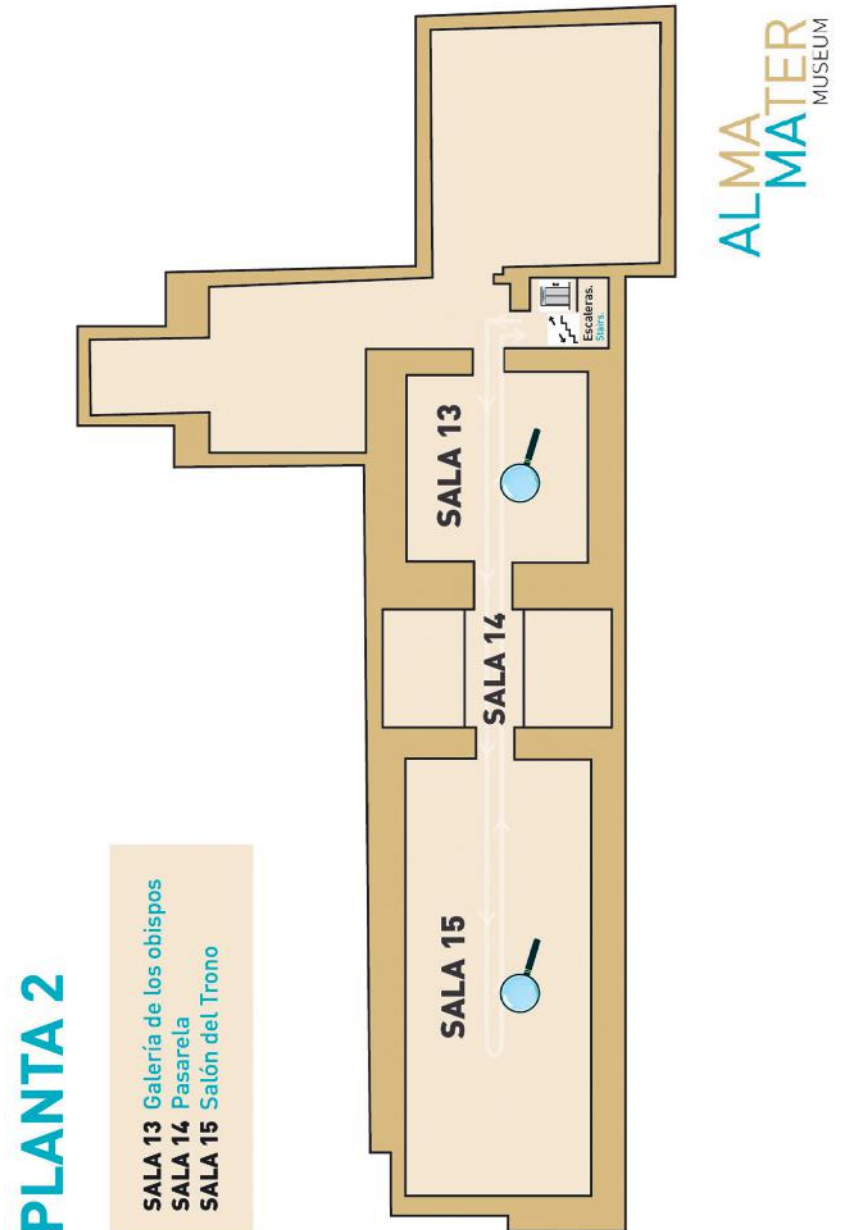 PLANTA 2
SALA 13 Galería de los obispos
SALA 14 Pasarela
SALA 15 Salón del Trono
SALA 15
SALA 14
SALA 13
Escaleras.
Stairs.
ALMA
MATER
MUSEUM